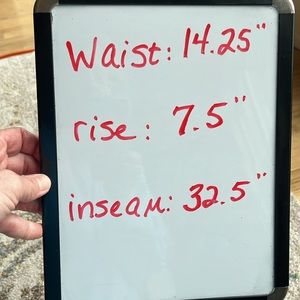 Waist: 14.25"
rise: 7.5"
inseam: 32.5"